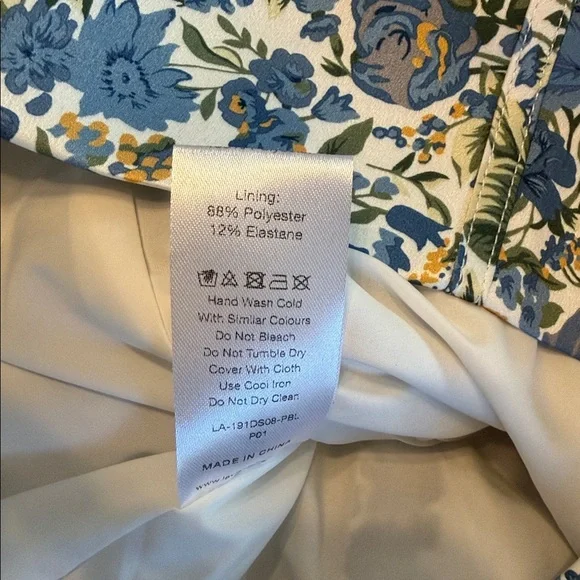 Lining:
88% Polyester
12% Elastane
Hand Wash Cold
With Similar Colours
Do Not Bleach
Do Not Tumble Dry
Cover With Cloth
Use Cool Iron
Do Not Dry Clean
LA-191DS08-PBL
P01
MADE IN CHINA